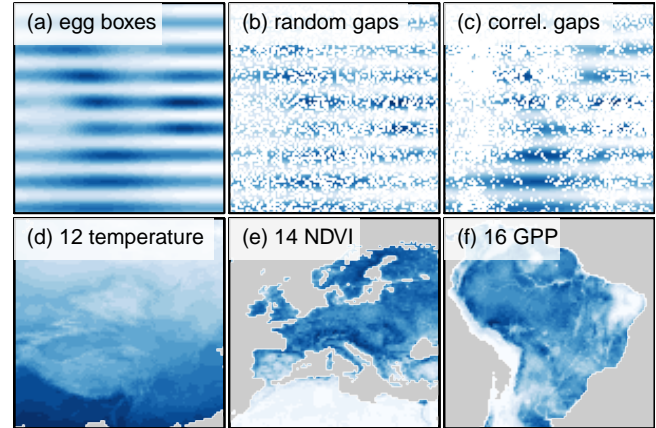 (a) egg boxes
(b) random gaps
(c) correl. gaps
(d) 12 temperature
(e) 14 NDVI
(f) 16 GPP